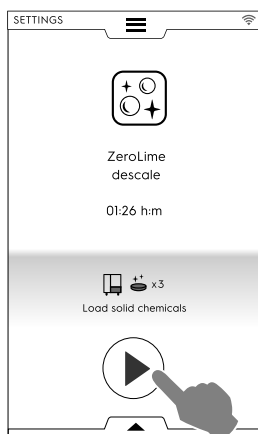 SETTINGS
ZeroLime
descale
01:26 h:m
x3
Load solid chemicals